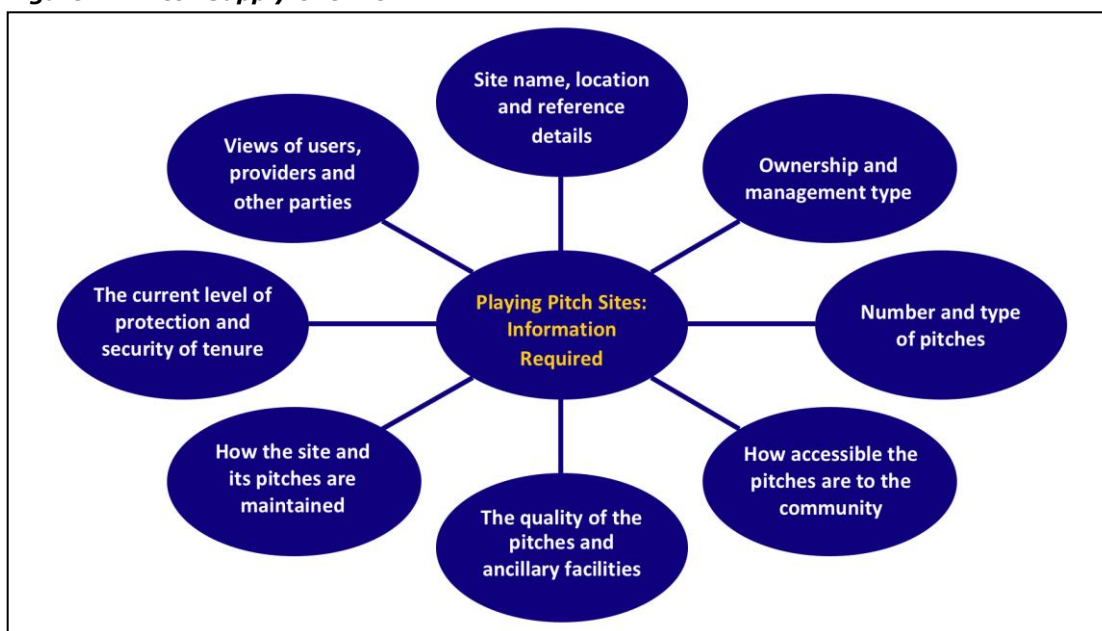 Site name, location
and reference
details
Ownership and
management type
Number and type
of pitches
How accessible the
pitches are to the
community
The quality of the
pitches and
ancillary facilities
How the site and
its pitches are
maintained
The current level of
protection and
security of tenure
Views of users,
providers and
other parties
Playing Pitch Sites:
Information
Required